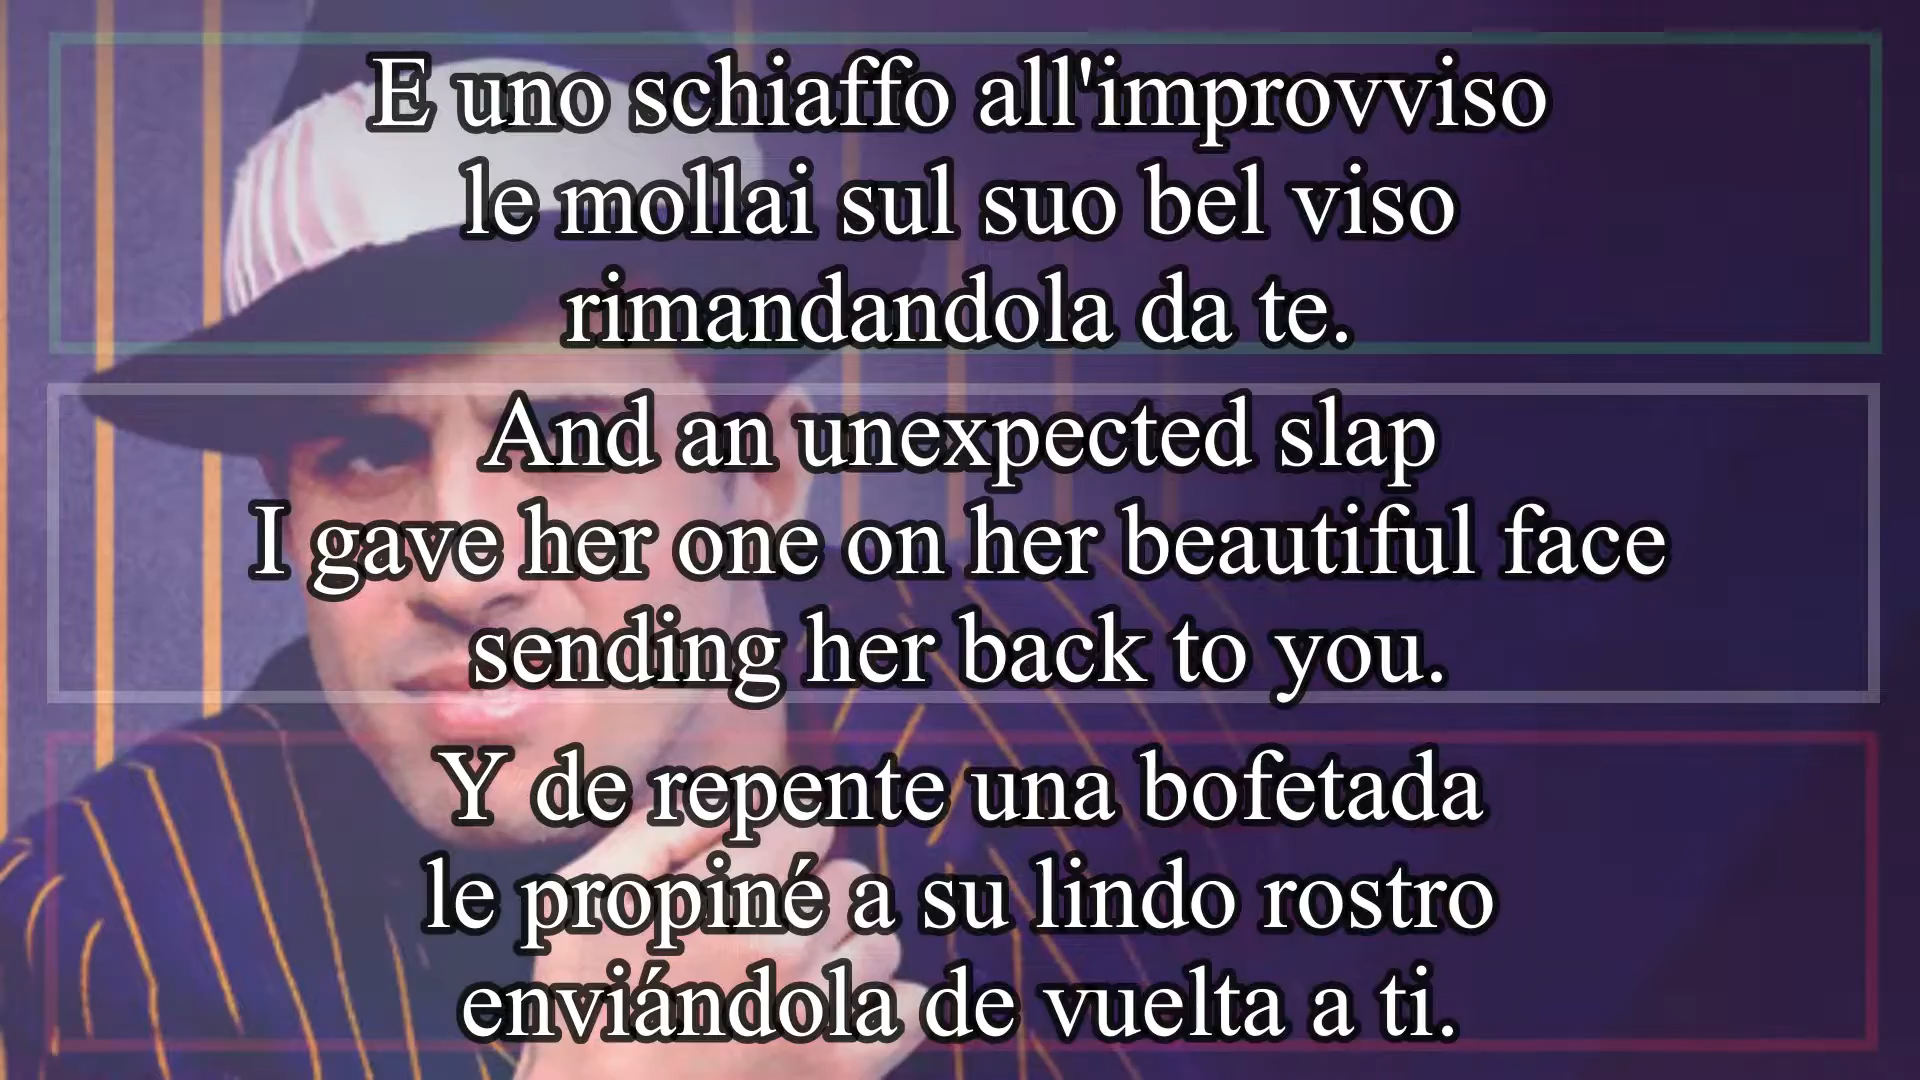 E uno schiaffo all'improvviso
le mollai sul suo bel viso
rimandandola da te.
And an unexpected slap
I gave her one on her beautiful face
sending her back to you.
Y de repente una bofetada
le propiné a su lindo rostro
enviándola de vuelta a ti.